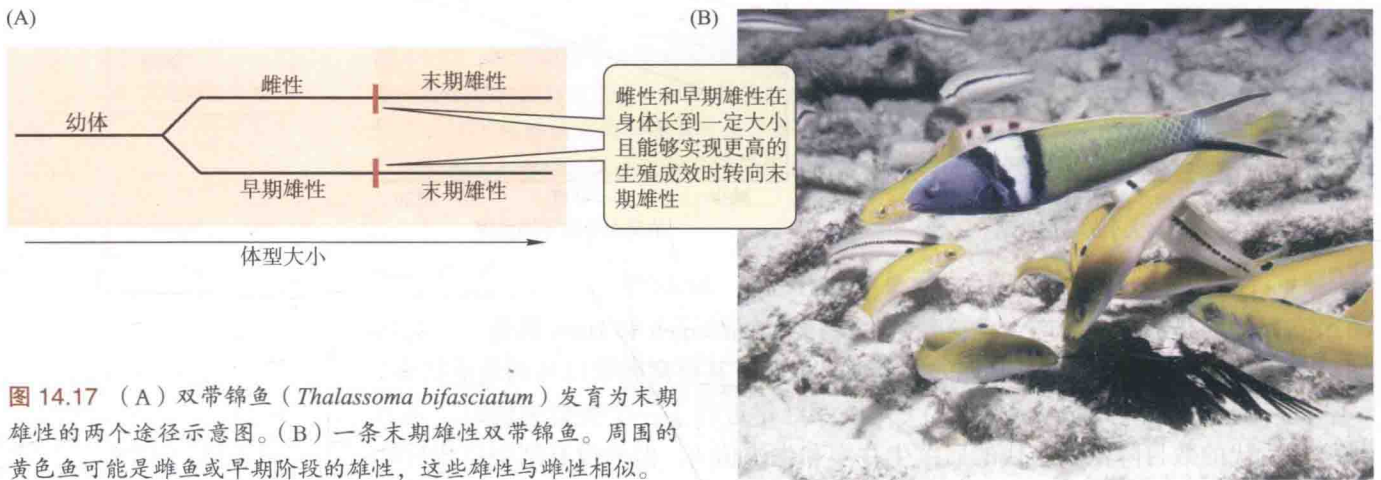 (A)
(B)
雌性
末期雄性
幼体
早期雄性
末期雄性
体型大小
雌性和早期雄性在
身体长到一定大小
且能够实现更高的
生殖成效时转向末
期雄性
图 14.17 （A）双带锦鱼（Thalassoma bifasciatum）发育为末期
雄性的两个途径示意图。（B）一条末期雄性双带锦鱼。周围的
黄色鱼可能是雌鱼或早期阶段的雄性，这些雄性与雌性相似。